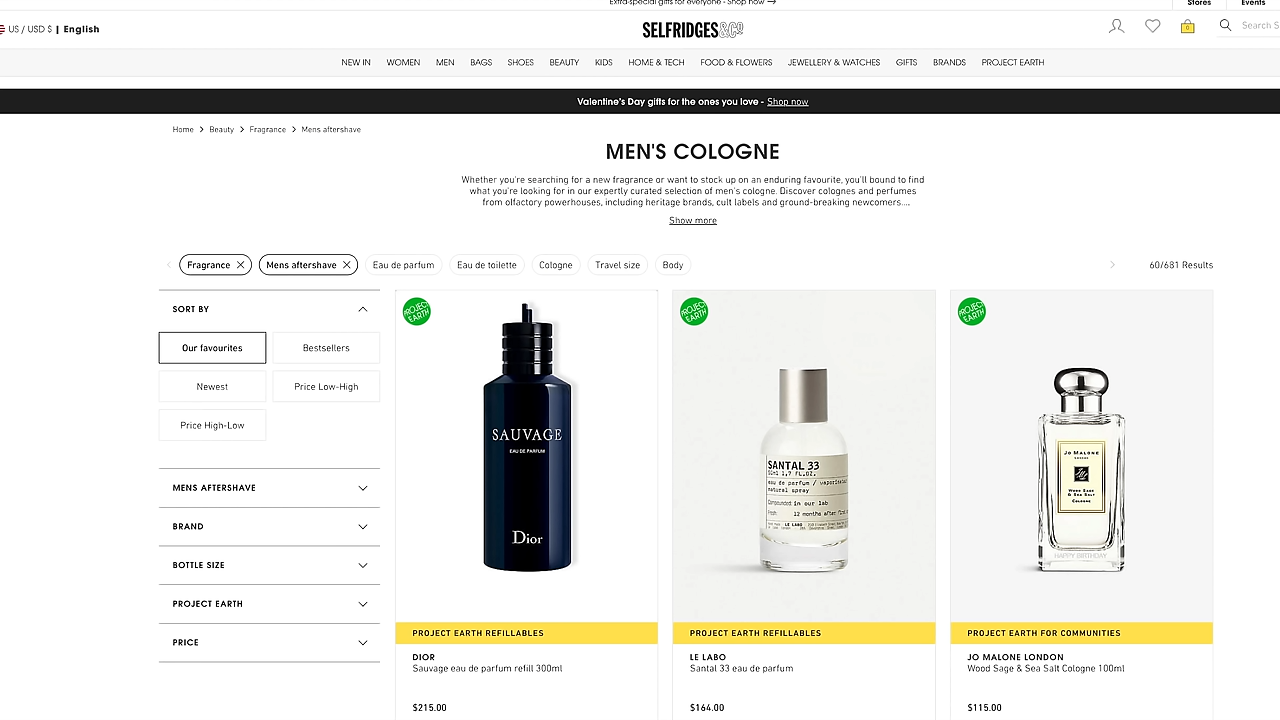 Extra-special gifts for everyone - Shop now →
Stores
Events
US / USD $ | English
SELFRIDGES&CO
0
Search S
NEW IN
WOMEN
MEN
BAGS
SHOES
BEAUTY
KIDS
HOME & TECH
FOOD & FLOWERS
JEWELLERY & WATCHES
GIFTS
BRANDS
PROJECT EARTH
Valentine's Day gifts for the ones you love - Shop now
Home > Beauty > Fragrance > Mens aftershave
MEN'S COLOGNE
Whether you're searching for a new fragrance or want to stock up on an enduring favourite, you'll bound to find
what you're looking for in our expertly curated selection of men's cologne. Discover colognes and perfumes
from olfactory powerhouses, including heritage brands, cult labels and ground-breaking newcomers....
Show more
Fragrance
Mens aftershave
Eau de parfum
Eau de toilette
Cologne
Travel size
Body
60/681 Results
SORT BY
Our favourites
Bestsellers
Newest
Price Low-High
Price High-Low
MENS AFTERSHAVE
BRAND
BOTTLE SIZE
PROJECT EARTH
PRICE
PROJECT
EARTH
SAUVAGE
EAU DE PARFUM
Dior
PROJECT EARTH REFILLABLES
DIOR
Sauvage eau de parfum refill 300ml
$215.00
PROJECT
EARTH
SANTAL 33
50ml 1.7 FL.OZ.
eau de parfum / vaporisat
natural spray
Compounded in our lab
Fresh 12 months after first
LE LABO
PROJECT EARTH REFILLABLES
LE LABO
Santal 33 eau de parfum
$164.00
PROJECT
EARTH
JO MALONE
LONDON
WOOD SAGE
& SEA SALT
COLOGNE
HAPPY BIRTHDAY
PROJECT EARTH FOR COMMUNITIES
JO MALONE LONDON
Wood Sage & Sea Salt Cologne 100ml
$115.00